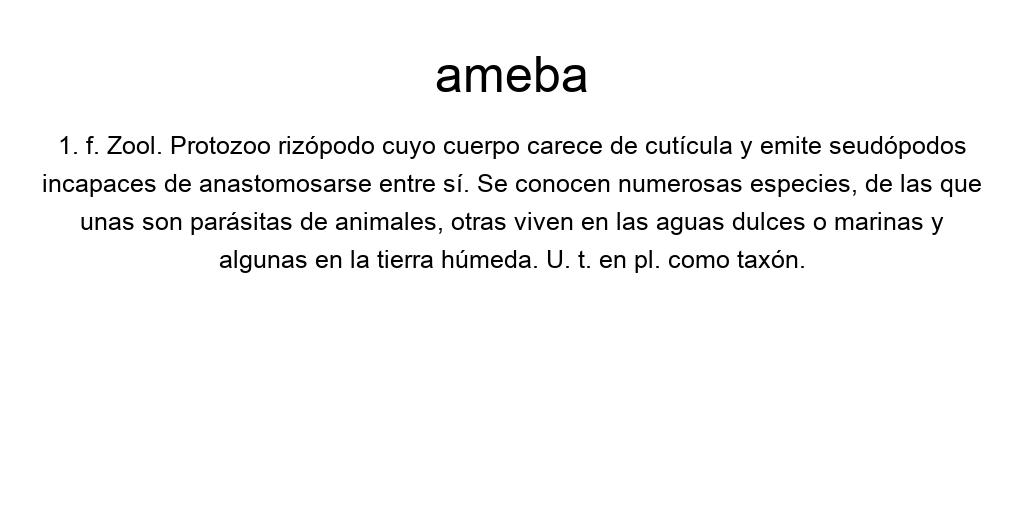 ameba
1. f. Zool. Protozoo rizópodo cuyo cuerpo carece de cutícula y emite seudópodos
incapaces de anastomosarse entre sí. Se conocen numerosas especies, de las que
unas son parásitas de animales, otras viven en las aguas dulces o marinas y
algunas en la tierra húmeda. U. t. en pl. como taxón.